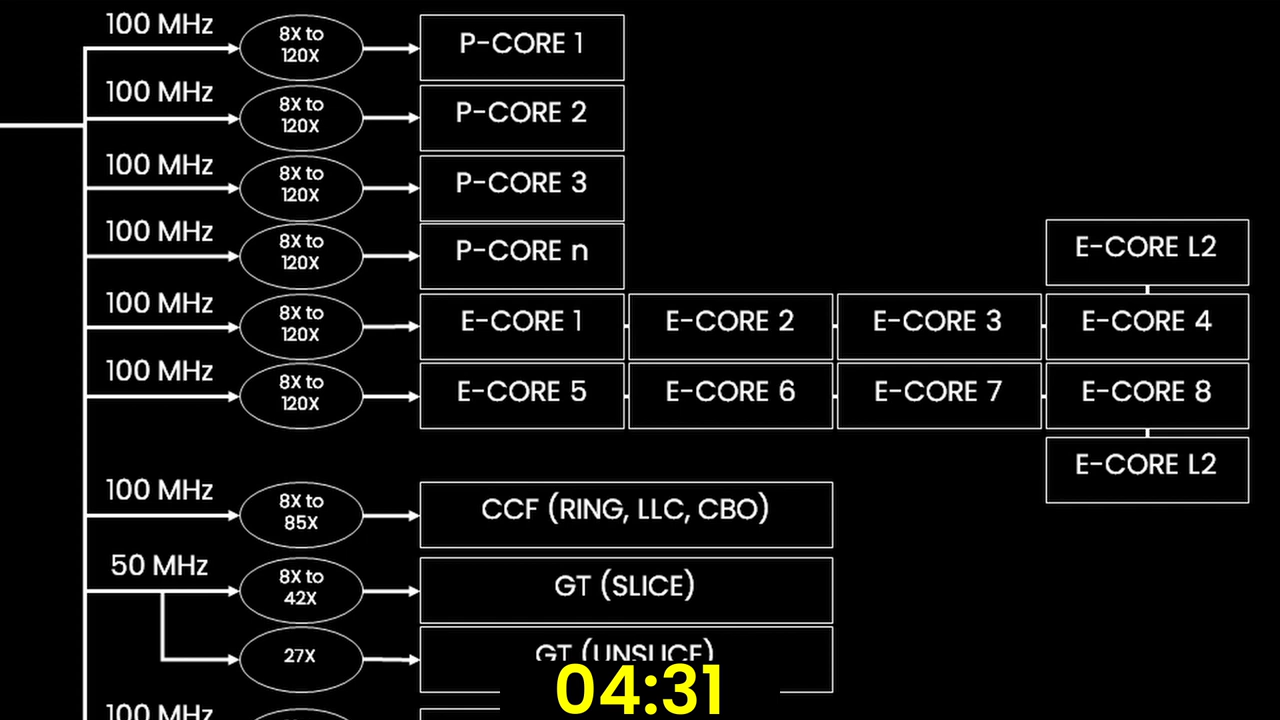 100 MHz
8X to
120X
P-CORE 1
100 MHz
8X to
120X
P-CORE 2
100 MHz
8X to
120X
P-CORE 3
100 MHz
8X to
120X
P-CORE n
E-CORE L2
100 MHz
8X to
120X
E-CORE 1
E-CORE 2
E-CORE 3
E-CORE 4
100 MHz
8X to
120X
E-CORE 5
E-CORE 6
E-CORE 7
E-CORE 8
E-CORE L2
100 MHz
8X to
85X
CCF (RING, LLC, CBO)
50 MHz
8X to
42X
GT (SLICE)
27X
GT (UNSLICE)
04:31
100 MHz